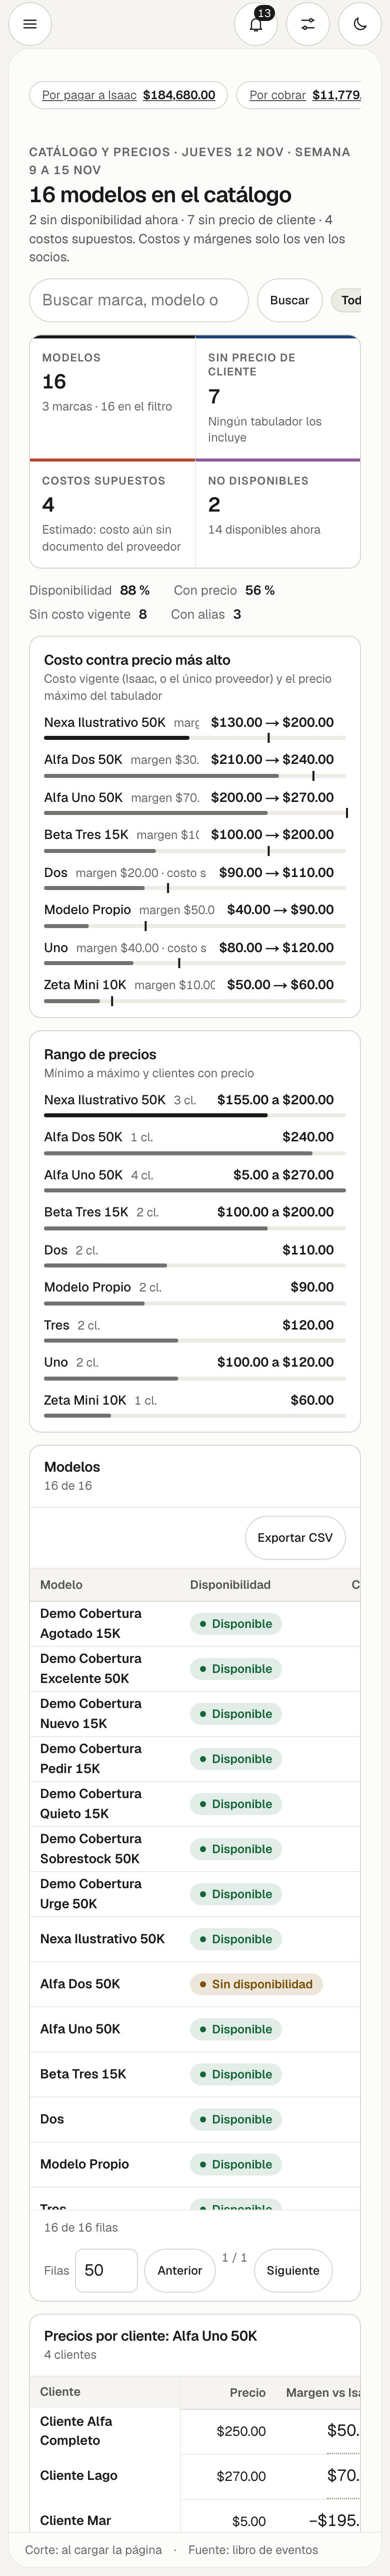 13
Por pagar a Isaac $184,680.00 Por cobrar $11,779.
CATÁLOGO Y PRECIOS · JUEVES 12 NOV · SEMANA
9 A 15 NOV
16 modelos en el catálogo
2 sin disponibilidad ahora · 7 sin precio de cliente · 4
costos supuestos. Costos y márgenes solo los ven los
socios.
Buscar marca, modelo o Buscar Tod
MODELOS
16
3 marcas · 16 en el filtro
SIN PRECIO DE
CLIENTE
7
Ningún tabulador los
incluye
COSTOS SUPUESTOS
4
Estimado: costo aún sin
documento del proveedor
NO DISPONIBLES
2
14 disponibles ahora
Disponibilidad 88 % Con precio 56 %
Sin costo vigente 8 Con alias 3
Costo contra precio más alto
Costo vigente (Isaac, o el único proveedor) y el precio
máximo del tabulador
Nexa Ilustrativo 50K marg $130.00 → $200.00
Alfa Dos 50K margen $30. $210.00 → $240.00
Alfa Uno 50K margen $70. $200.00 → $270.00
Beta Tres 15K margen $10 $100.00 → $200.00
Dos margen $20.00 · costo s $90.00 → $110.00
Modelo Propio margen $50.0 $40.00 → $90.00
Uno margen $40.00 · costo s $80.00 → $120.00
Zeta Mini 10K margen $10.00 $50.00 → $60.00
Rango de precios
Mínimo a máximo y clientes con precio
Nexa Ilustrativo 50K 3 cl. $155.00 a $200.00
Alfa Dos 50K 1 cl. $240.00
Alfa Uno 50K 4 cl. $5.00 a $270.00
Beta Tres 15K 2 cl. $100.00 a $200.00
Dos 2 cl. $110.00
Modelo Propio 2 cl. $90.00
Tres 2 cl. $120.00
Uno 2 cl. $100.00 a $120.00
Zeta Mini 10K 1 cl. $60.00
Modelos
16 de 16
Exportar CSV
Modelo Disponibilidad C
Demo Cobertura
Agotado 15K Disponible
Demo Cobertura
Excelente 50K Disponible
Demo Cobertura
Nuevo 15K Disponible
Demo Cobertura
Pedir 15K Disponible
Demo Cobertura
Quieto 15K Disponible
Demo Cobertura
Sobrestock 50K Disponible
Demo Cobertura
Urge 50K Disponible
Nexa Ilustrativo 50K Disponible
Alfa Dos 50K Sin disponibilidad
Alfa Uno 50K Disponible
Beta Tres 15K Disponible
Dos Disponible
Modelo Propio Disponible
Tres Disponible
16 de 16 filas
Filas 50 Anterior 1 / 1 Siguiente
Precios por cliente: Alfa Uno 50K
4 clientes
Cliente Precio Margen vs Isa
Cliente Alfa
Completo $250.00 $50.
Cliente Lago $270.00 $70.
Cliente Mar $5.00 −$195.
Corte: al cargar la página · Fuente: libro de eventos